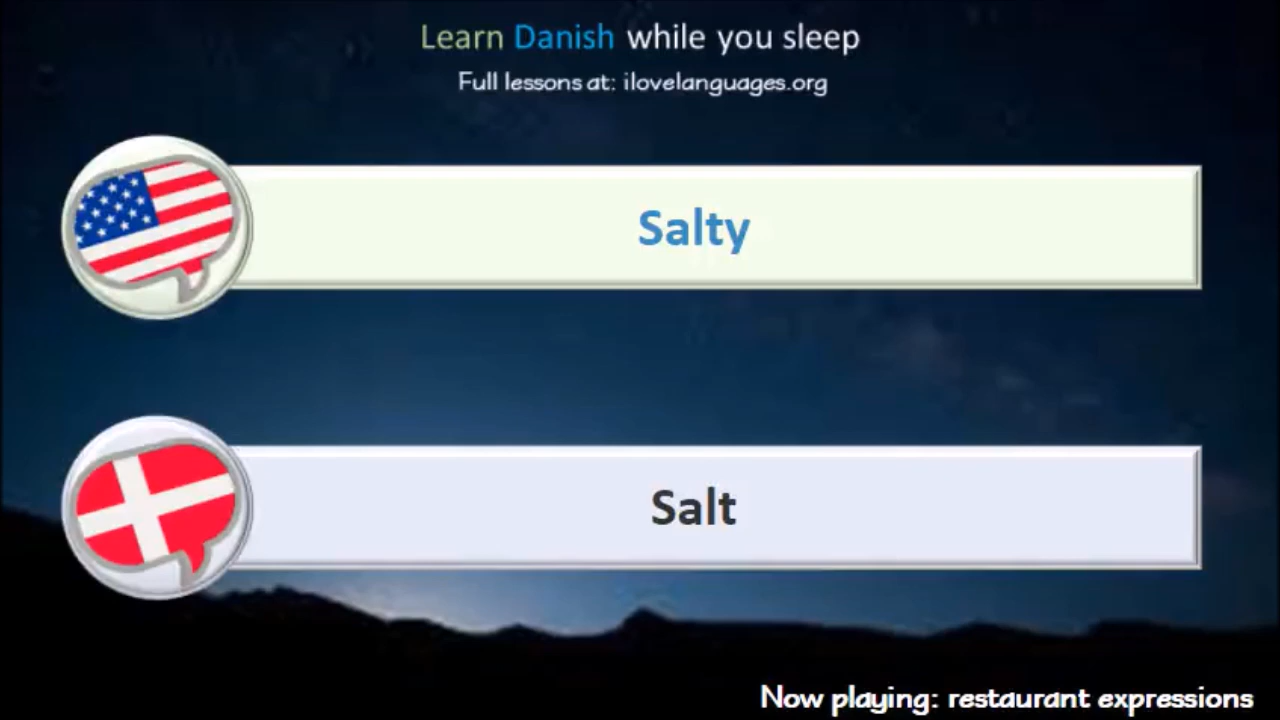 Learn Danish while you sleep
Full lessons at: ilovelanguages.org
Salty
Salt
Now playing: restaurant expressions